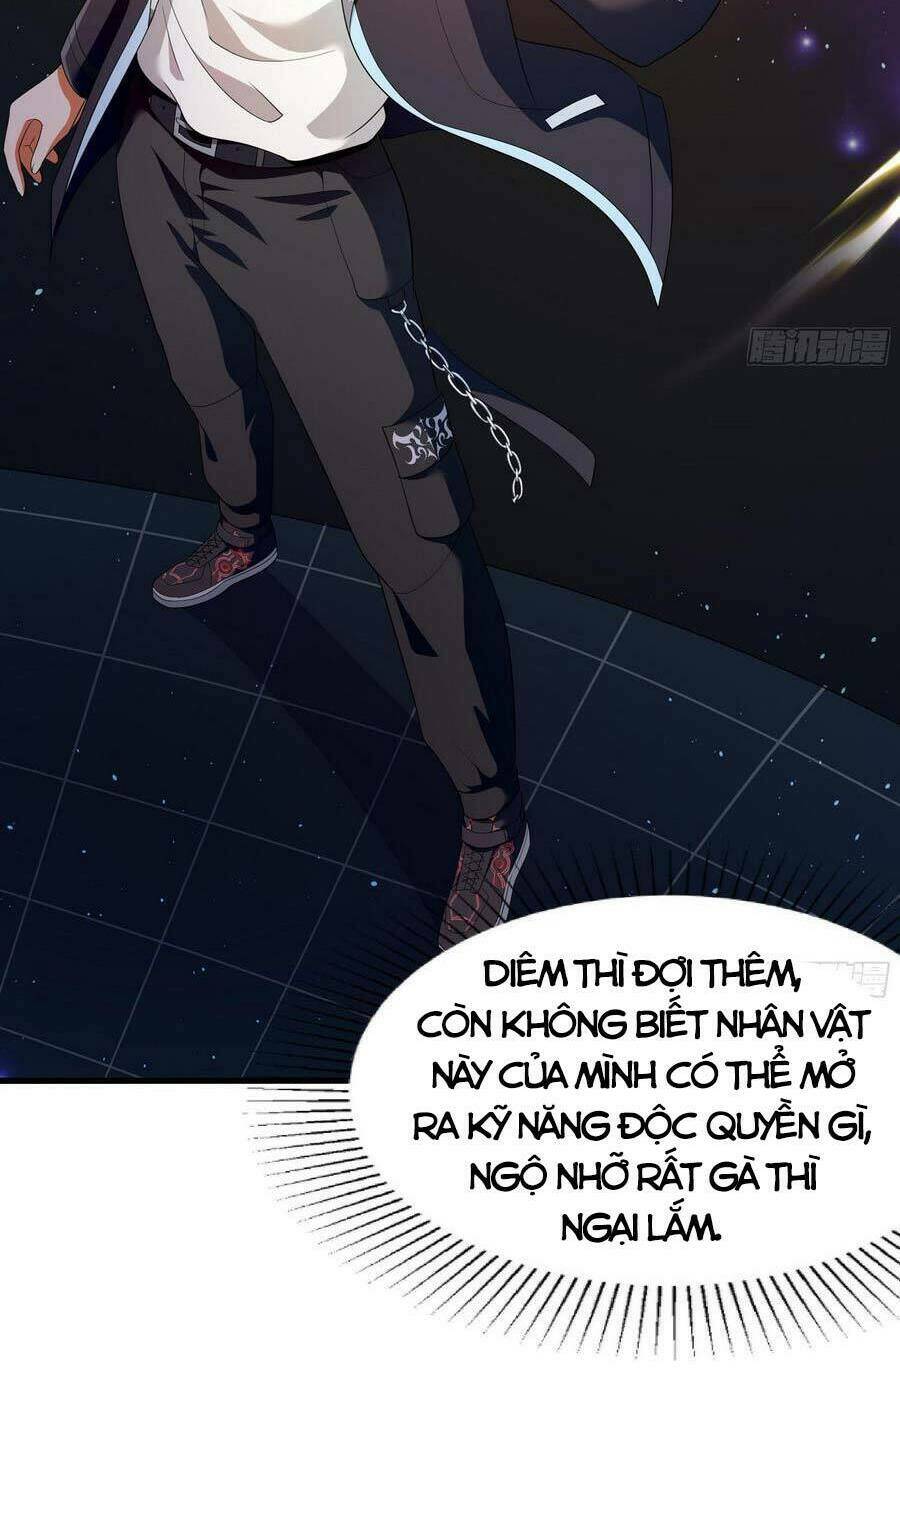 腾讯动漫
DIÊM THÌ ĐỢI THÊM,
CÒN KHÔNG BIẾT NHÂN VẬT
NÀY CỦA MÌNH CÓ THỂ MỞ
RA KỸ NĂNG ĐỘC QUYỀN GÌ,
NGỘ NHỠ RẤT GÀ THÌ
NGẠI LẮM.